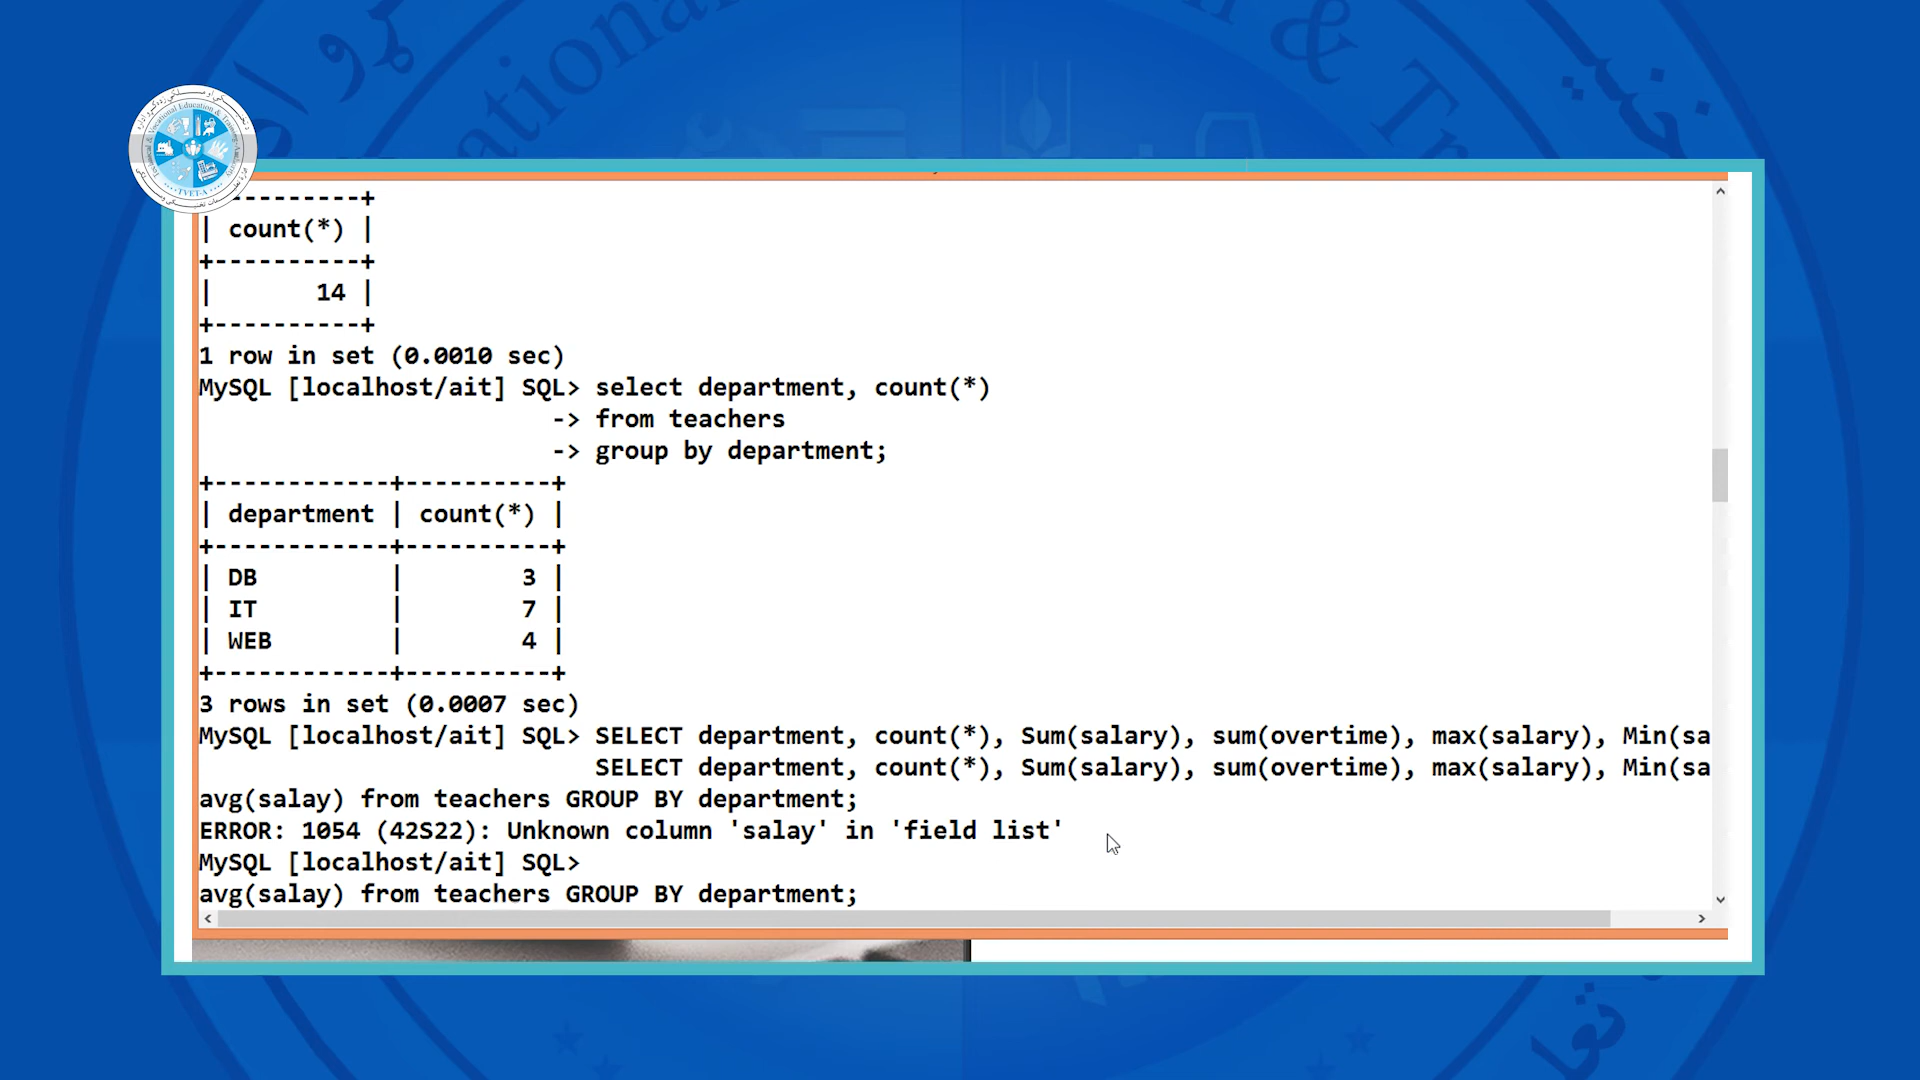 +----------+
| count(*) |
+----------+
| 14 |
+----------+
1 row in set (0.0010 sec)
MySQL [localhost/ait] SQL> select department, count(*)
-> from teachers
-> group by department;
+------------+----------+
| department | count(*) |
+------------+----------+
| DB | 3 |
| IT | 7 |
| WEB | 4 |
+------------+----------+
3 rows in set (0.0007 sec)
MySQL [localhost/ait] SQL> SELECT department, count(*), Sum(salary), sum(overtime), max(salary), Min(sa
SELECT department, count(*), Sum(salary), sum(overtime), max(salary), Min(sa
avg(salay) from teachers GROUP BY department;
ERROR: 1054 (42S22): Unknown column 'salay' in 'field list'
MySQL [localhost/ait] SQL>
avg(salay) from teachers GROUP BY department;